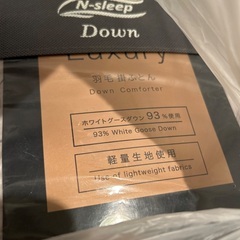 N-sleep
Down
Luxury
羽毛掛ふとん
Down Comforter
ホワイトグースダウン93%使用
93% White Goose Down
軽量生地使用
Use of lightweight fabrics